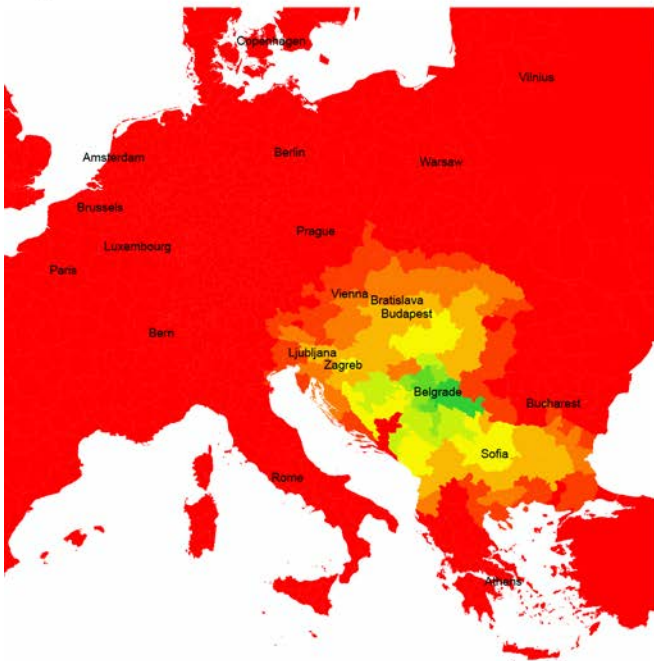 Copenhagen
Vilnius
Amsterdam
Berlin
Warsaw
Brussels
Prague
Luxembourg
Paris
Vienna
Bratislava
Budapest
Bern
Ljubljana
Zagreb
Belgrade
Bucharest
Sofia
Rome
Athens